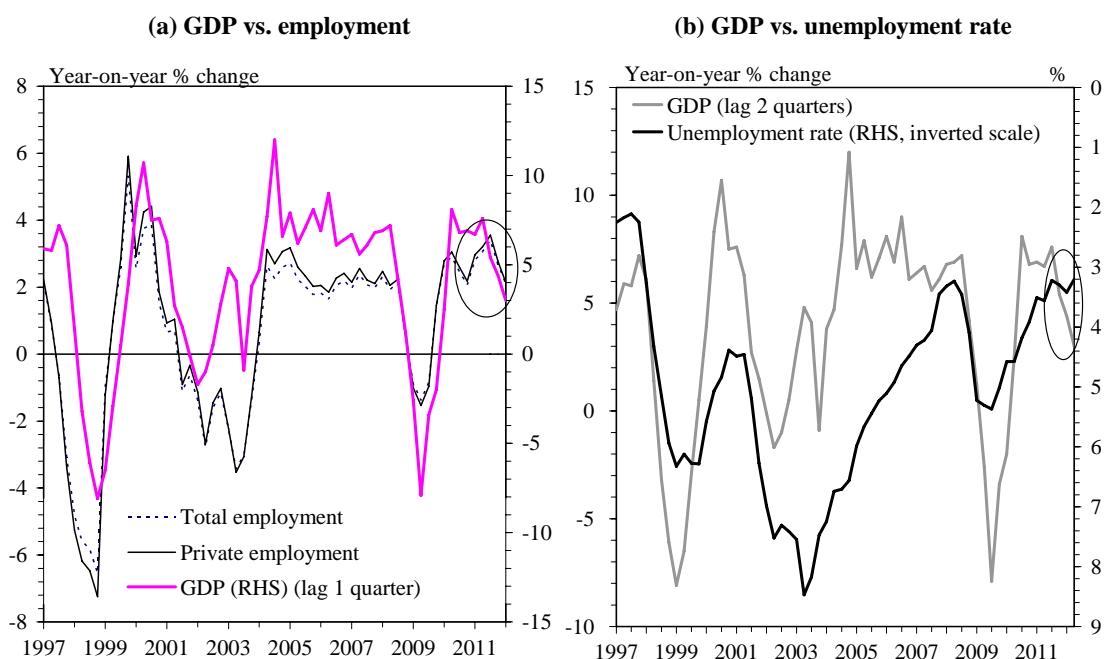 (a) GDP vs. employment
Year-on-year % change
8
6
4
2
0
-2
-4
-6
-8
15
10
5
0
-5
-10
-15
Total employment
Private employment
GDP (RHS) (lag 1 quarter)
1997 1999 2001 2003 2005 2007 2009 2011
(b) GDP vs. unemployment rate
Year-on-year % change %
15
10
5
0
-5
-10
0
1
2
3
4
5
6
7
8
9
GDP (lag 2 quarters)
Unemployment rate (RHS, inverted scale)
1997 1999 2001 2003 2005 2007 2009 2011